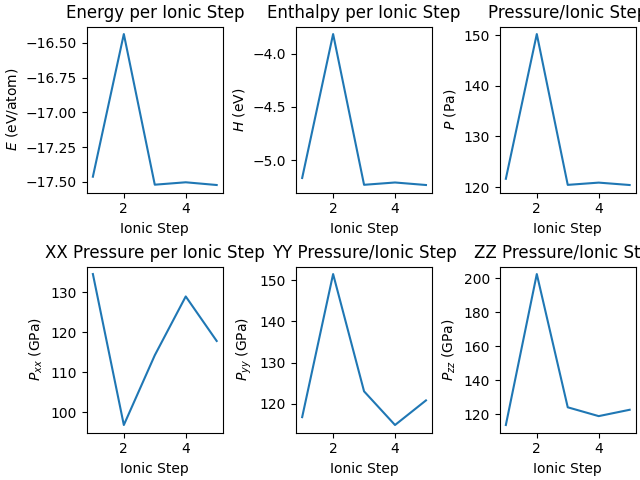 Energy per Ionic Step
Enthalpy per Ionic Step
Pressure/Ionic Step
E (eV/atom)
−16.50
−16.75
−17.00
−17.25
−17.50
2
4
Ionic Step
H (eV)
−4.0
−4.5
−5.0
2
4
Ionic Step
P (Pa)
150
140
130
120
2
4
Ionic Step
XX Pressure per Ionic Step
YY Pressure/Ionic Step
ZZ Pressure/Ionic St
Pxx (GPa)
130
120
110
100
2
4
Ionic Step
Pyy (GPa)
150
140
130
120
2
4
Ionic Step
Pzz (GPa)
200
180
160
140
120
2
4
Ionic Step